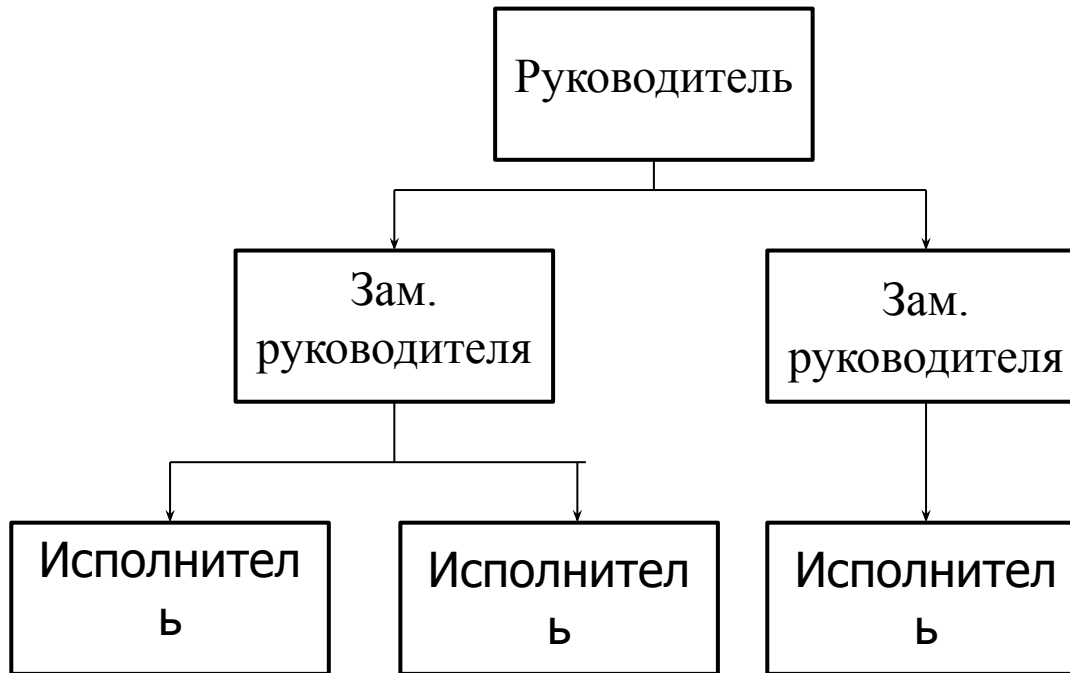 Руководитель
Зам.
руководителя
Зам.
руководителя
Исполнител
ь
Исполнител
ь
Исполнител
ь